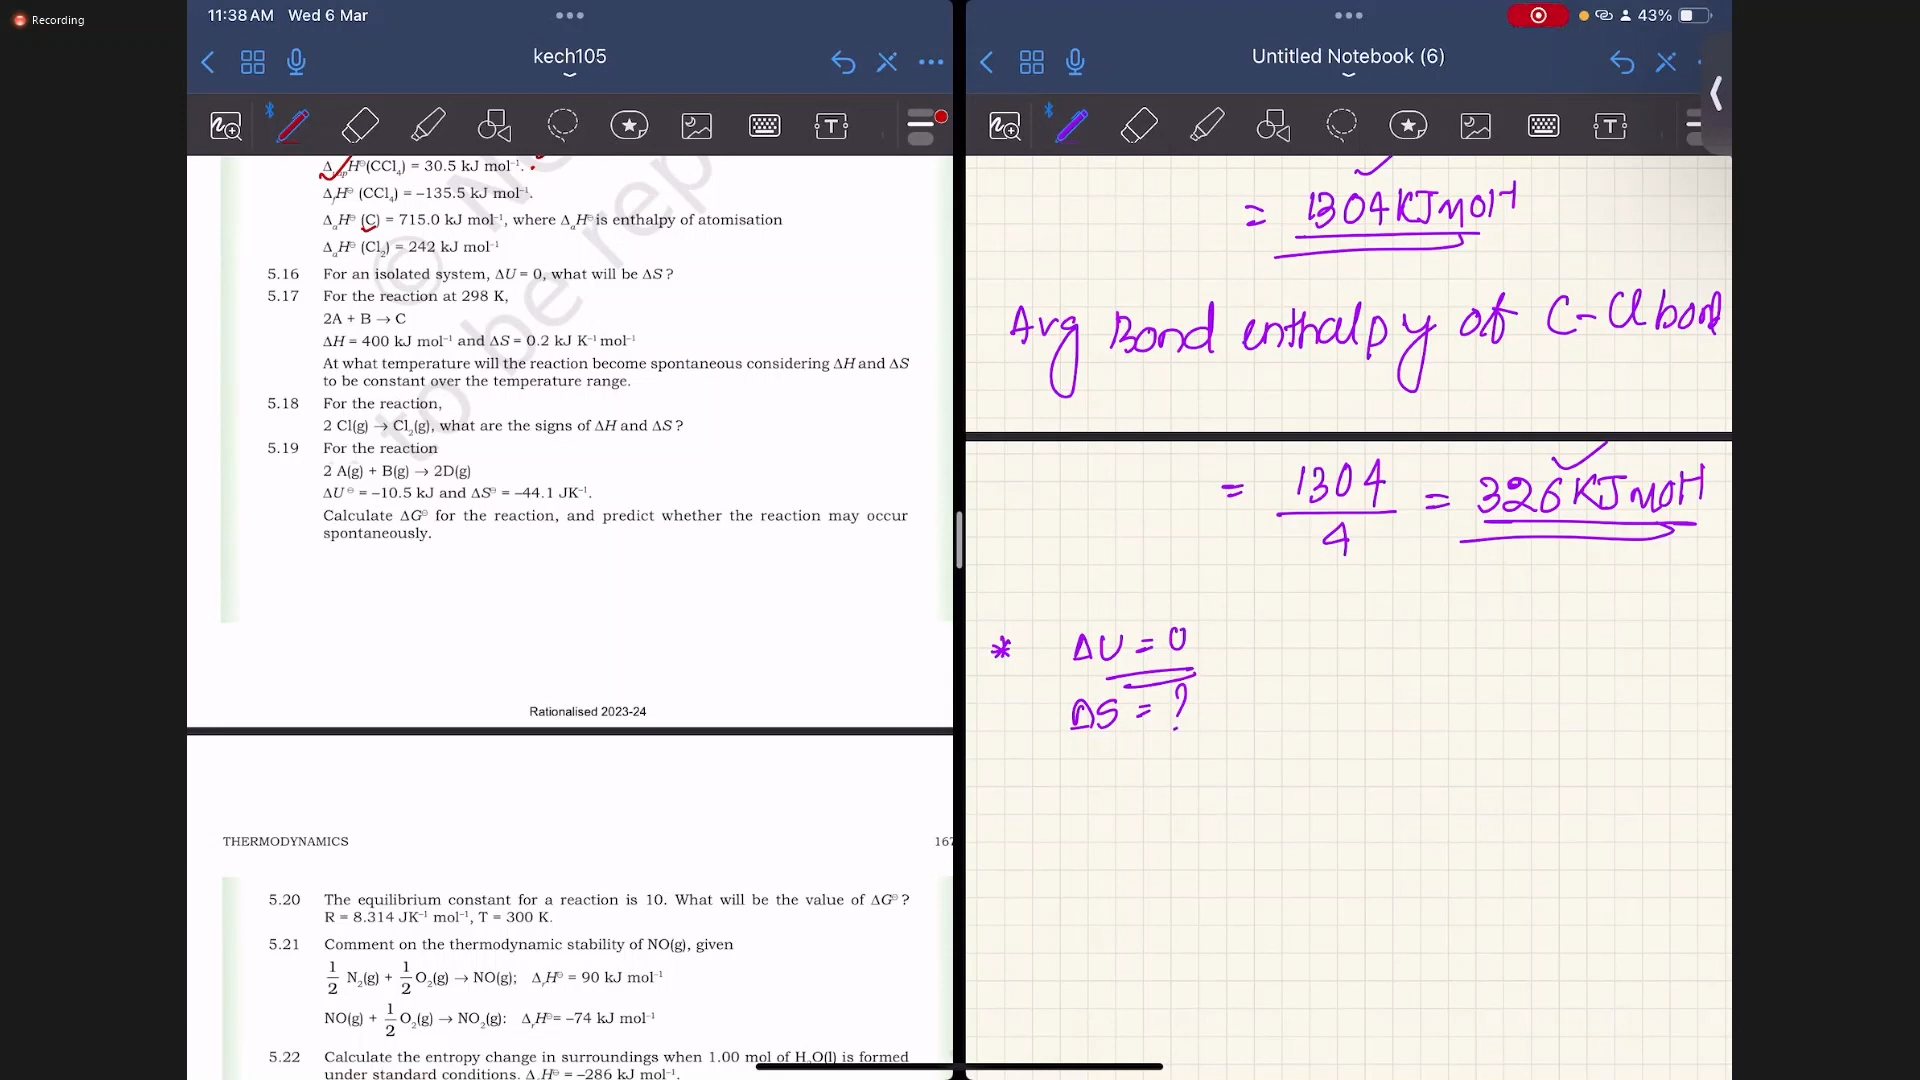 Recording
11:38 AM Wed 6 Mar
43%
kech105
Untitled Notebook (6)
H⊖(CCl₄) = 30.5 kJ mol⁻¹.
ΔfH⊖ (CCl₄) = –135.5 kJ mol⁻¹.
ΔaH⊖ (C) = 715.0 kJ mol⁻¹, where ΔaH⊖ is enthalpy of atomisation
ΔaH⊖ (Cl₂) = 242 kJ mol⁻¹
5.16 For an isolated system, ΔU = 0, what will be ΔS ?
5.17 For the reaction at 298 K,
2A + B → C
ΔH = 400 kJ mol⁻¹ and ΔS = 0.2 kJ K⁻¹ mol⁻¹
At what temperature will the reaction become spontaneous considering ΔH and ΔS
to be constant over the temperature range.
5.18 For the reaction,
2 Cl(g) → Cl₂(g), what are the signs of ΔH and ΔS ?
5.19 For the reaction
2 A(g) + B(g) → 2D(g)
ΔU⊖ = –10.5 kJ and ΔS⊖ = –44.1 JK⁻¹.
Calculate ΔG⊖ for the reaction, and predict whether the reaction may occur
spontaneously.
to be rep
Rationalised 2023-24
THERMODYNAMICS 167
5.20 The equilibrium constant for a reaction is 10. What will be the value of ΔG⊖ ?
R = 8.314 JK⁻¹ mol⁻¹, T = 300 K.
5.21 Comment on the thermodynamic stability of NO(g), given
1/2 N₂(g) + 1/2 O₂(g) → NO(g); ΔrH⊖ = 90 kJ mol⁻¹
NO(g) + 1/2 O₂(g) → NO₂(g): ΔrH⊖= –74 kJ mol⁻¹
5.22 Calculate the entropy change in surroundings when 1.00 mol of H₂O(l) is formed
under standard conditions. ΔfH⊖ = –286 kJ mol⁻¹.
= 1304 KJ mol⁻¹
Avg Bond enthalpy of C-Cl bond
= 1304/4 = 326 KJ mol⁻¹
* ΔU = 0
ΔS = ?